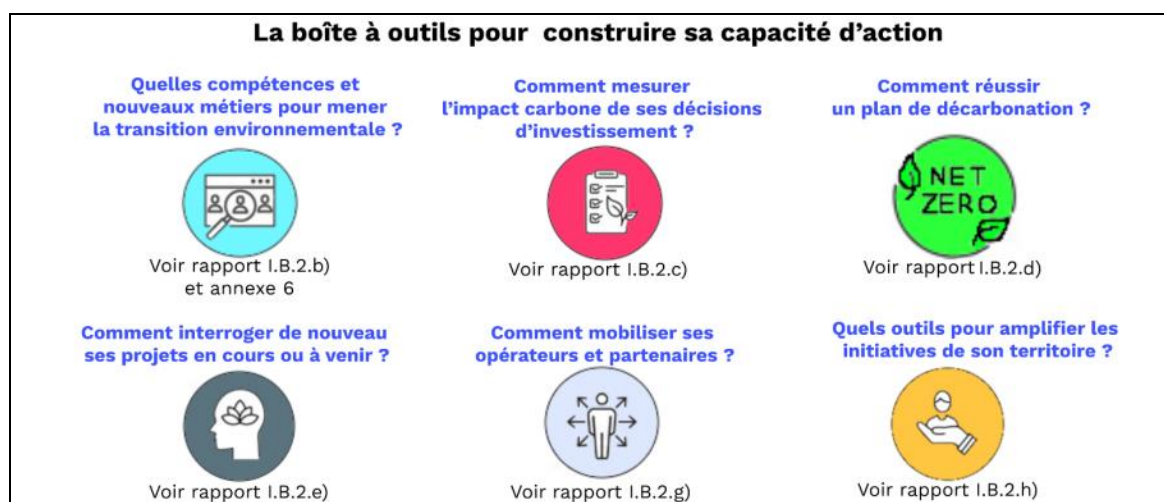 La boîte à outils pour construire sa capacité d'action
Quelles compétences et
nouveaux métiers pour mener
la transition environnementale ?
Voir rapport I.B.2.b)
et annexe 6
Comment mesurer
l'impact carbone de ses décisions
d'investissement ?
Voir rapport I.B.2.c)
Comment réussir
un plan de décarbonation ?
NET
ZERO
Voir rapport I.B.2.d)
Comment interroger de nouveau
ses projets en cours ou à venir ?
Voir rapport I.B.2.e)
Comment mobiliser ses
opérateurs et partenaires ?
Voir rapport I.B.2.g)
Quels outils pour amplifier les
initiatives de son territoire ?
Voir rapport I.B.2.h)